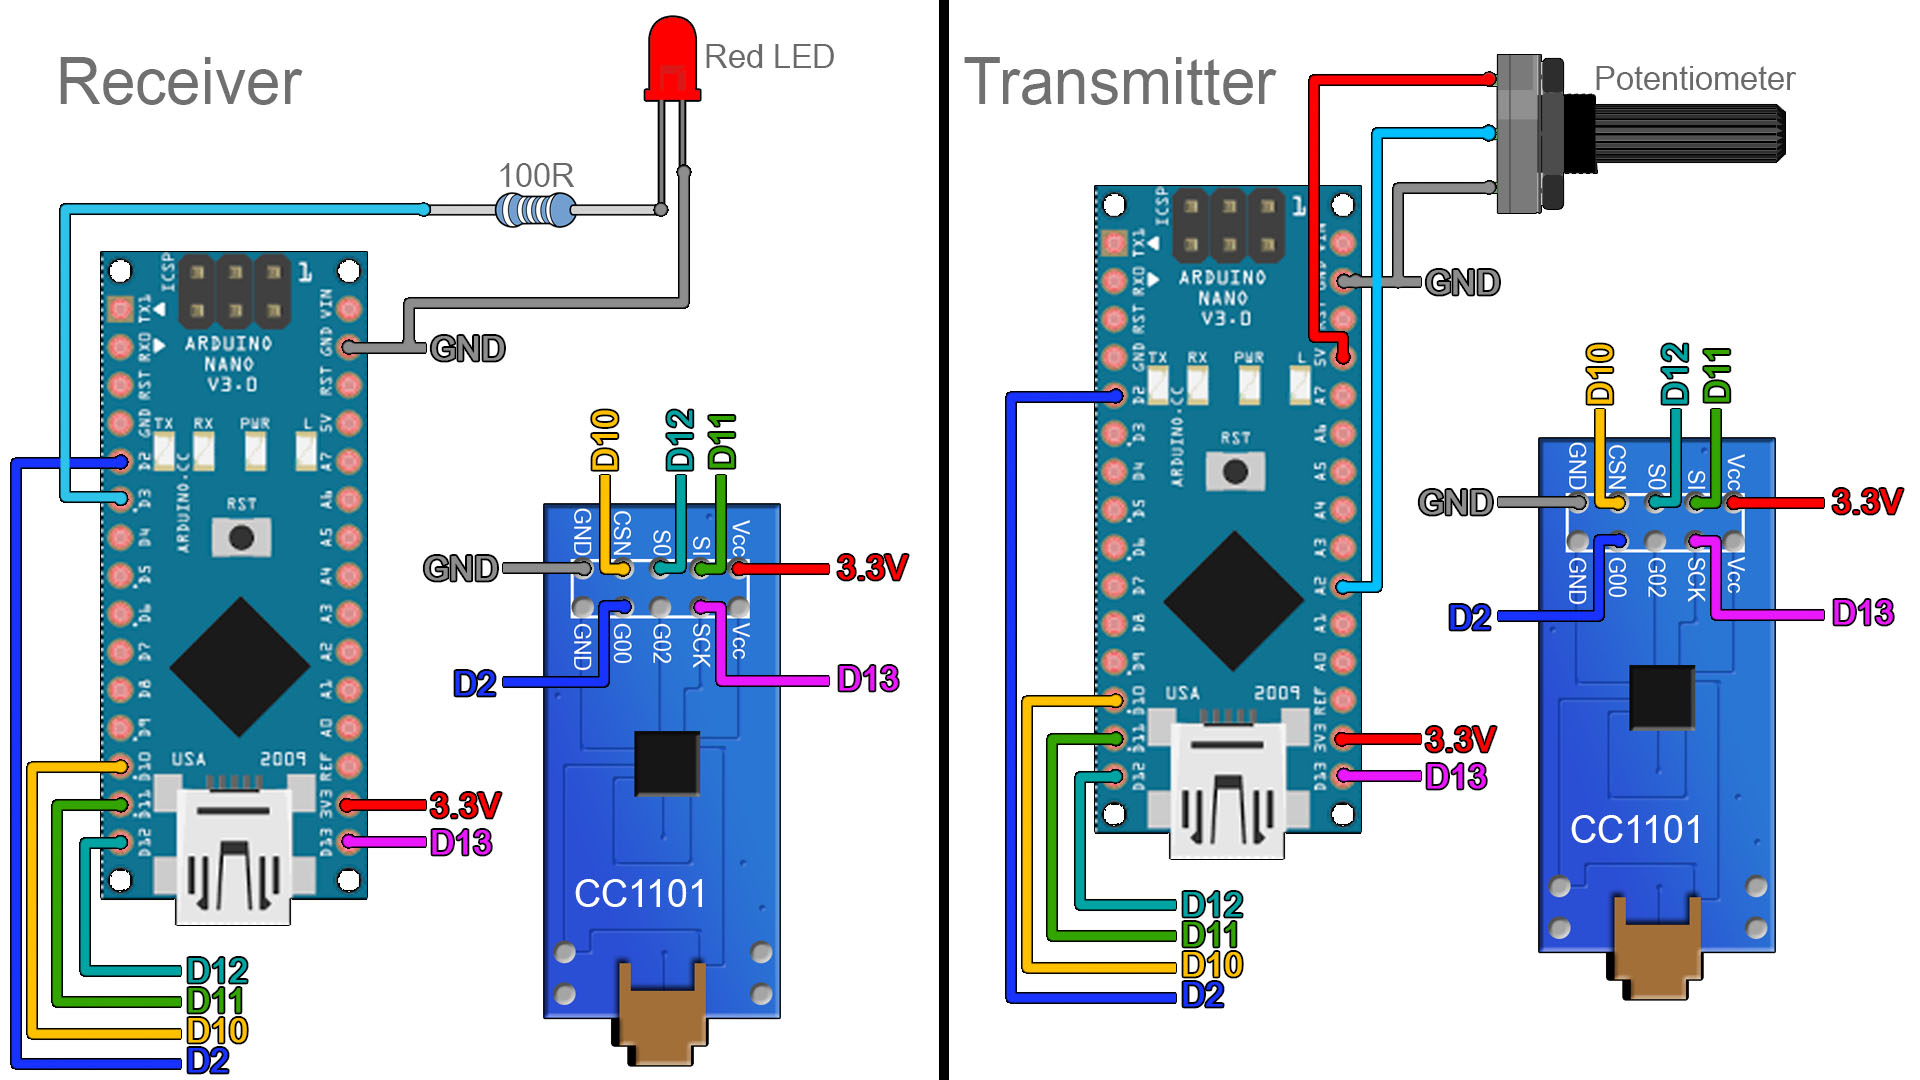 Receiver
Red LED
100R
ICSP
1
TX1
RX0
RST
GND
D2
D3
D4
D5
D6
D7
D8
D9
D10
D11
D12
VIN
GND
RST
5V
A7
A6
A5
A4
A3
A2
A1
A0
REF
3V3
D13
ARDUINO
NANO
V3.0
TX
RX
PWR
L
ARDUINO.CC
RST
USA
2009
GND
3.3V
D13
D12
D11
D10
D2
D10
D12
D11
GND
CSN
SO
SI
Vcc
GND
3.3V
GND
G00
G02
SCK
Vcc
D2
D13
CC1101
Transmitter
Potentiometer
ICSP
1
TX1
RX0
RST
GND
D2
D3
D4
D5
D6
D7
D8
D9
D10
D11
D12
VIN
GND
RST
5V
A7
A6
A5
A4
A3
A2
A1
A0
REF
3V3
D13
ARDUINO
NANO
V3.0
TX
RX
PWR
L
ARDUINO.CC
RST
USA
2009
GND
3.3V
D13
D12
D11
D10
D2
D10
D12
D11
GND
CSN
SO
SI
Vcc
GND
3.3V
GND
G00
G02
SCK
Vcc
D2
D13
CC1101